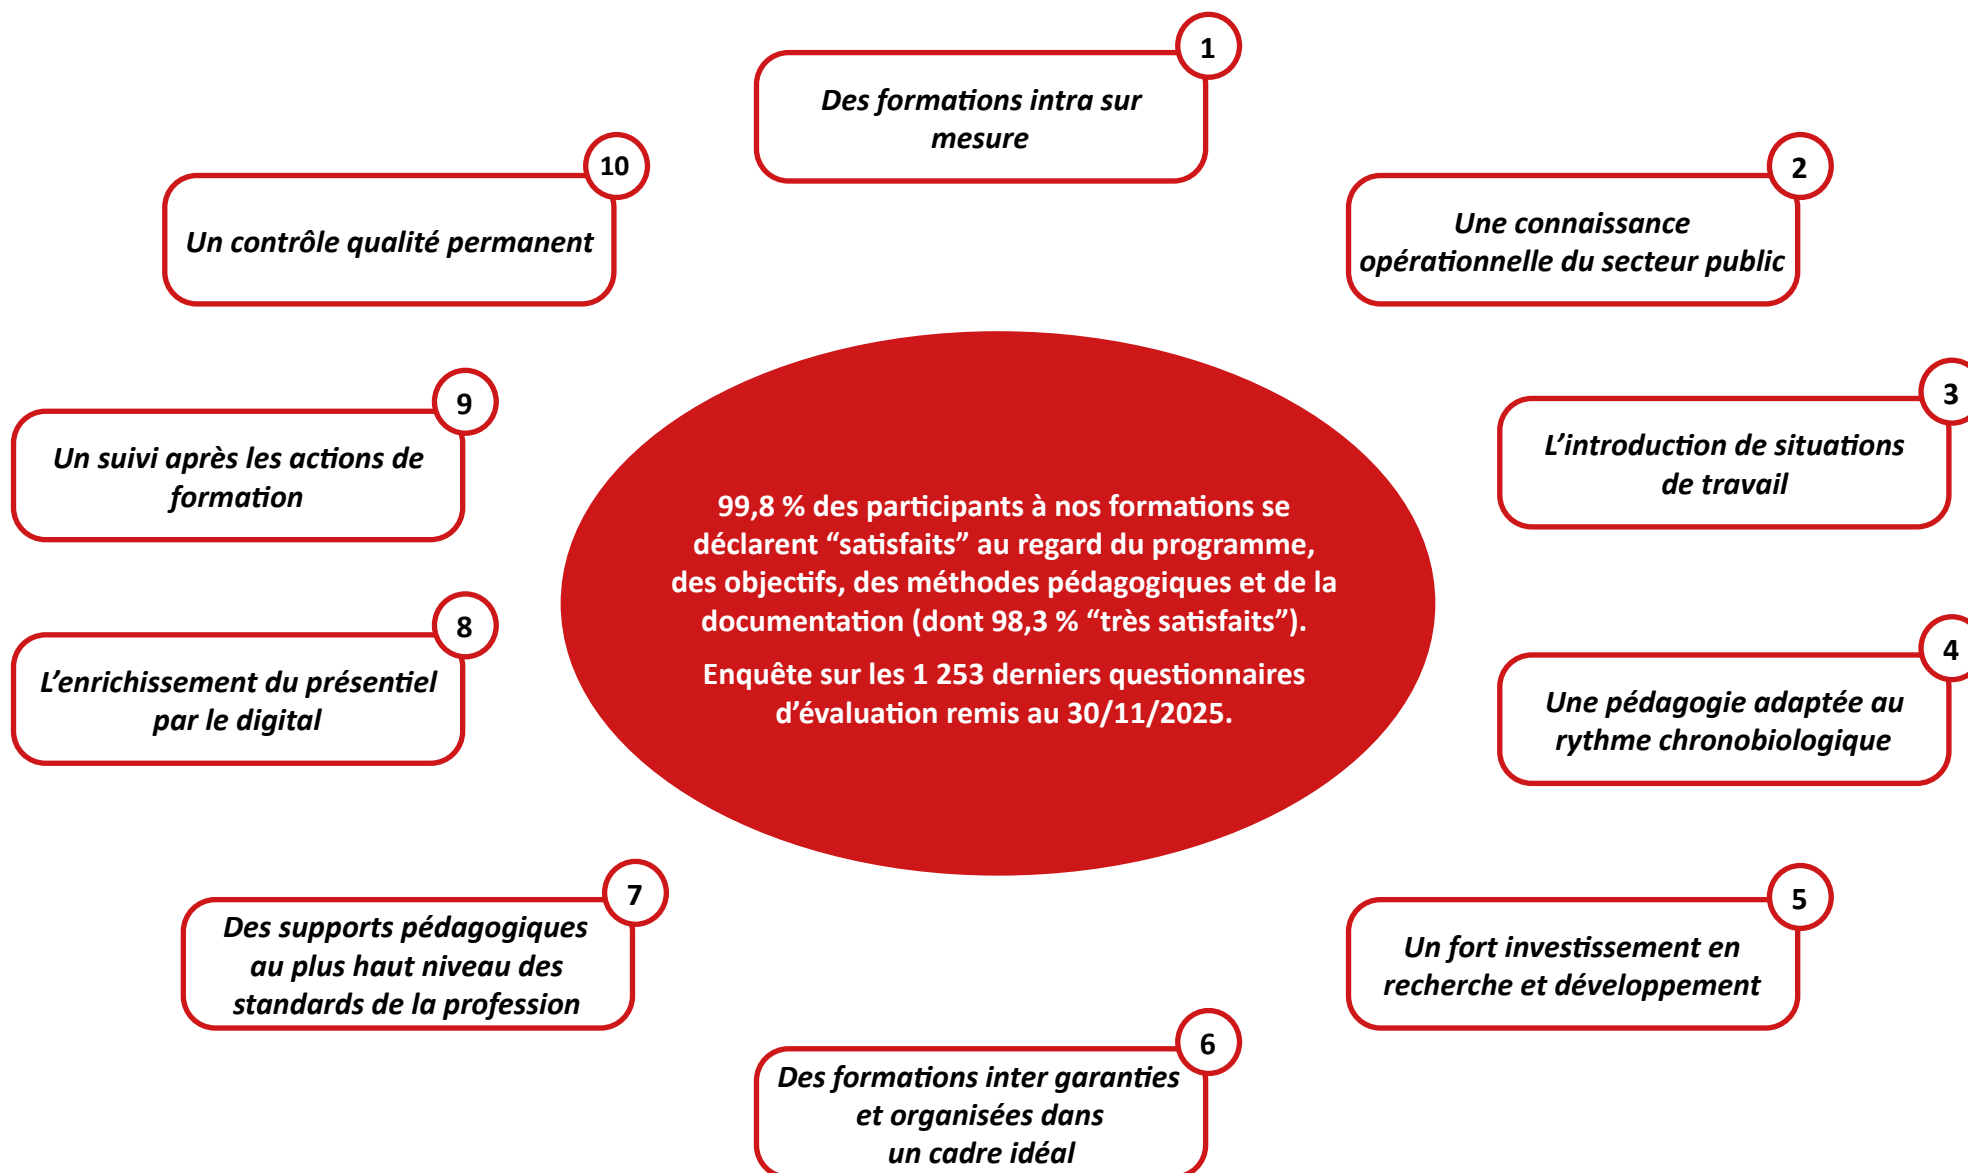 1
Des formations intra sur
mesure
2
Une connaissance
opérationnelle du secteur public
3
L’introduction de situations
de travail
4
Une pédagogie adaptée au
rythme chronobiologique
5
Un fort investissement en
recherche et développement
6
Des formations inter garanties
et organisées dans
un cadre idéal
7
Des supports pédagogiques
au plus haut niveau des
standards de la profession
8
L’enrichissement du présentiel
par le digital
9
Un suivi après les actions de
formation
10
Un contrôle qualité permanent
99,8 % des participants à nos formations se
déclarent “satisfaits” au regard du programme,
des objectifs, des méthodes pédagogiques et de la
documentation (dont 98,3 % “très satisfaits”).
Enquête sur les 1 253 derniers questionnaires
d’évaluation remis au 30/11/2025.